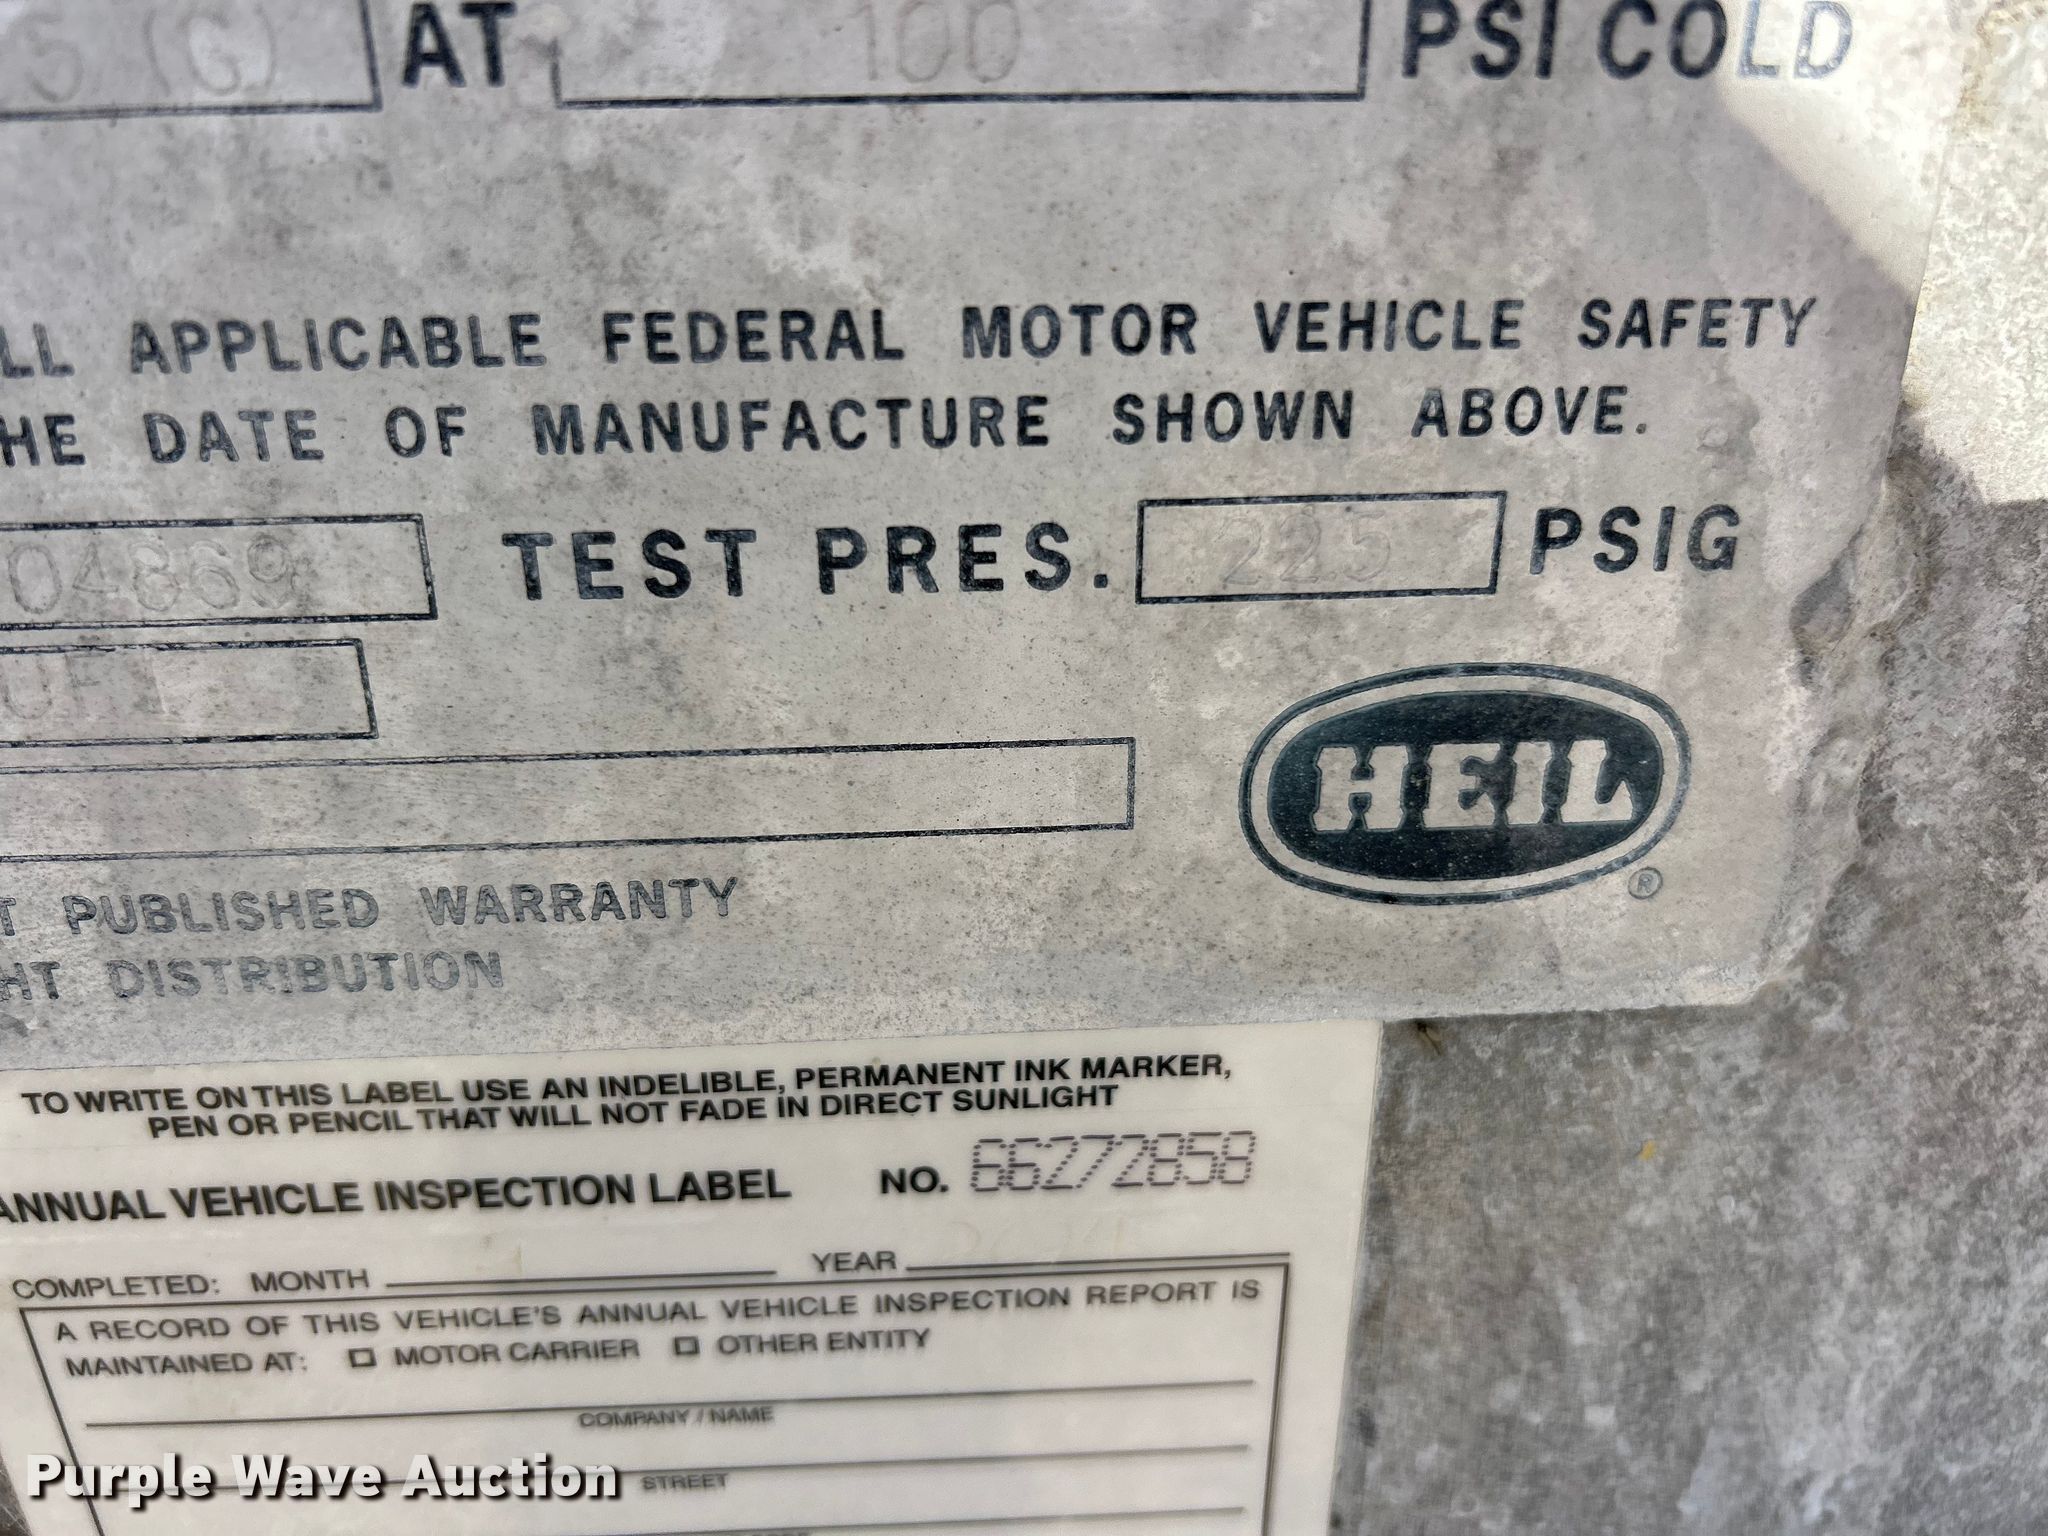 5 (G) AT 100 PSI COLD
LL APPLICABLE FEDERAL MOTOR VEHICLE SAFETY
HE DATE OF MANUFACTURE SHOWN ABOVE.
04869 TEST PRES. 225 PSIG
HEIL
®
T PUBLISHED WARRANTY
HT DISTRIBUTION
TO WRITE ON THIS LABEL USE AN INDELIBLE, PERMANENT INK MARKER,
PEN OR PENCIL THAT WILL NOT FADE IN DIRECT SUNLIGHT
ANNUAL VEHICLE INSPECTION LABEL NO. 66272858
COMPLETED: MONTH YEAR
A RECORD OF THIS VEHICLE'S ANNUAL VEHICLE INSPECTION REPORT IS
MAINTAINED AT: MOTOR CARRIER OTHER ENTITY
COMPANY / NAME
STREET
Purple Wave Auction